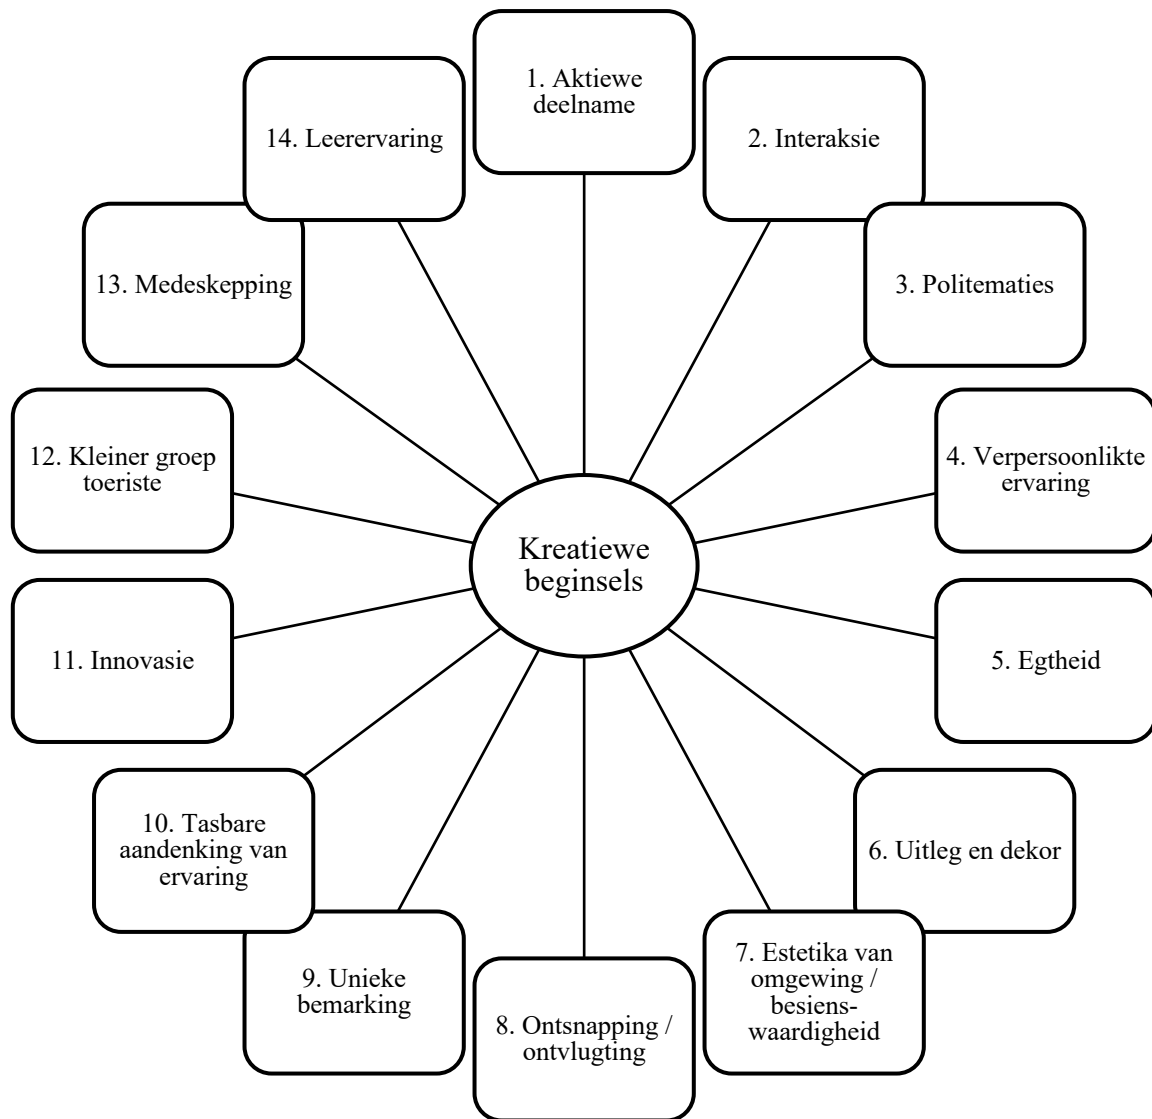 1. Aktiewe
deelname
2. Interaksie
3. Politematies
4. Verpersoonlikte
ervaring
5. Egtheid
6. Uitleg en dekor
7. Estetika van
omgewing /
besiens-
waardigheid
8. Ontsnapping /
ontvlugting
9. Unieke
bemarking
10. Tasbare
aandenking van
ervaring
11. Innovasie
12. Kleiner groep
toeriste
13. Medeskepping
14. Leerervaring
Kreatiewe
beginsels